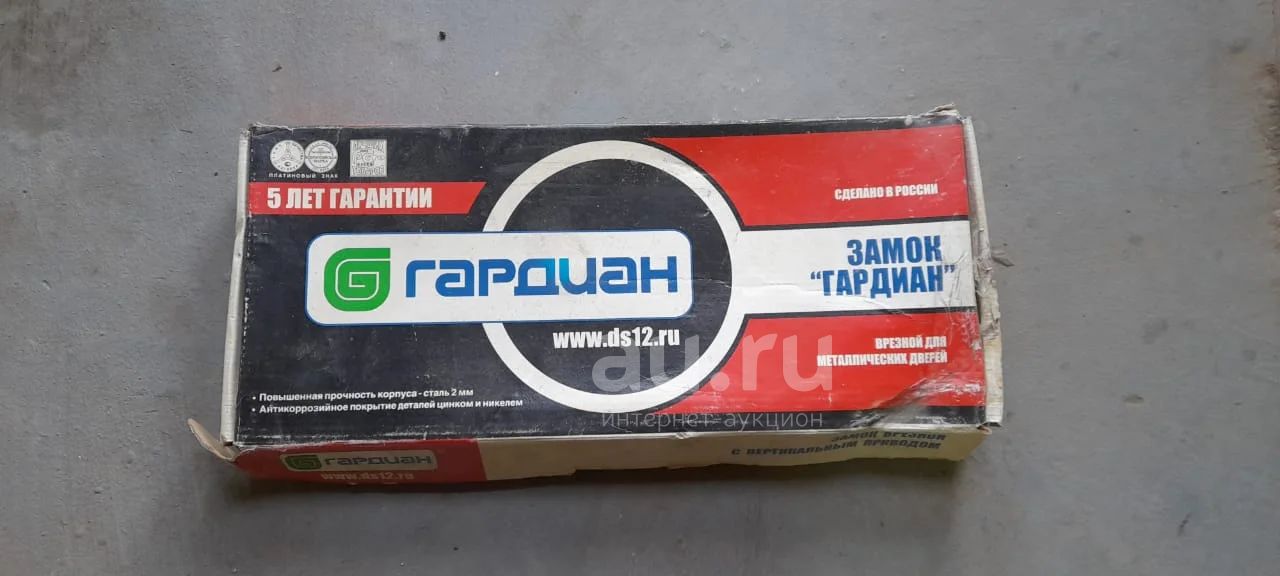 ПЛАТИНОВЫЙ ЗНАК
5 ЛЕТ ГАРАНТИИ
СДЕЛАНО В РОССИИ
G ГАРДИАН
ЗАМОК
"ГАРДИАН"
www.ds12.ru
ВРЕЗНОЙ ДЛЯ
МЕТАЛЛИЧЕСКИХ ДВЕРЕЙ
au.ru
интернет-аукцион
• Повышенная прочность корпуса - сталь 2 мм
• Антикоррозийное покрытие деталей цинком и никелем
ГАРДИАН
www.ds12.ru
ЗАМОК ВРЕЗНОЙ
С ВЕРТИКАЛЬНЫМ ПРИВОДОМ